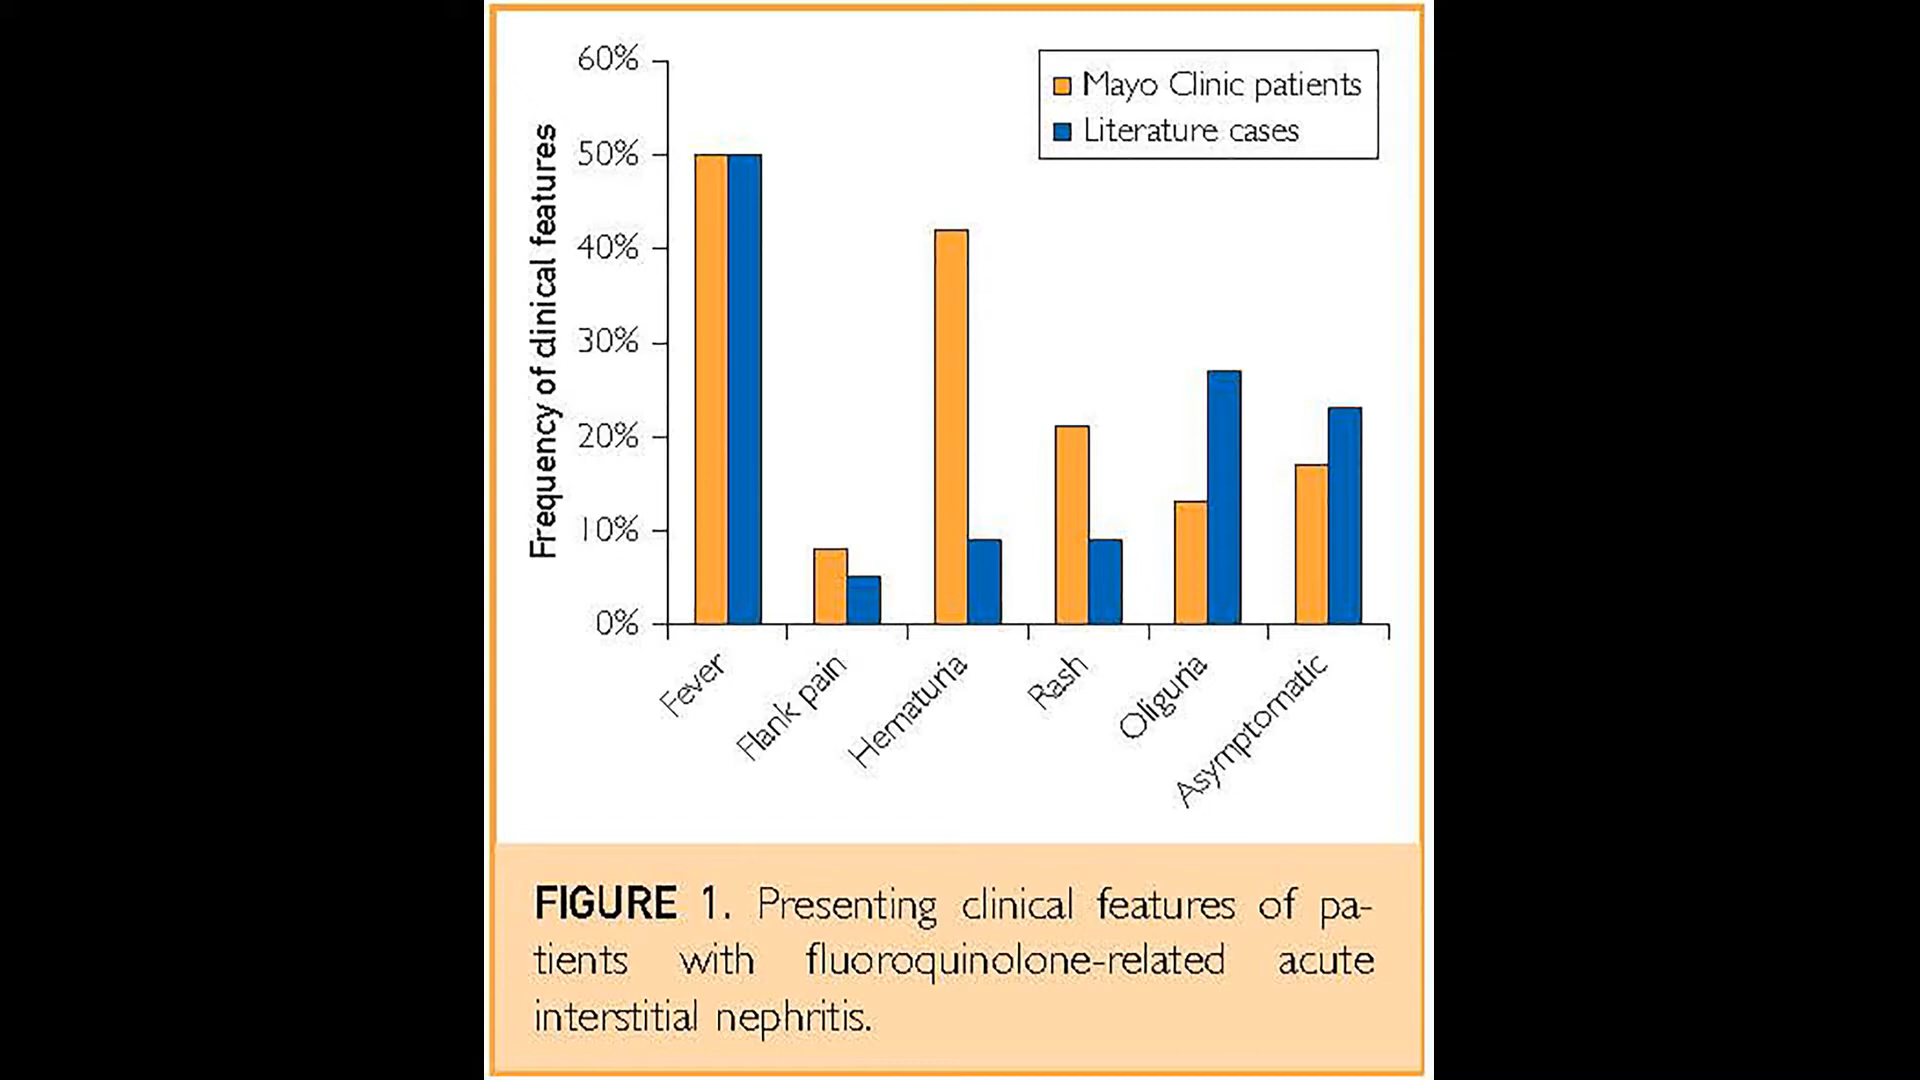 60%
50%
40%
30%
20%
10%
0%
Frequency of clinical features
Mayo Clinic patients
Literature cases
Fever
Flank pain
Hematuria
Rash
Oliguria
Asymptomatic
FIGURE 1. Presenting clinical features of pa-
tients with fluoroquinolone-related acute
interstitial nephritis.